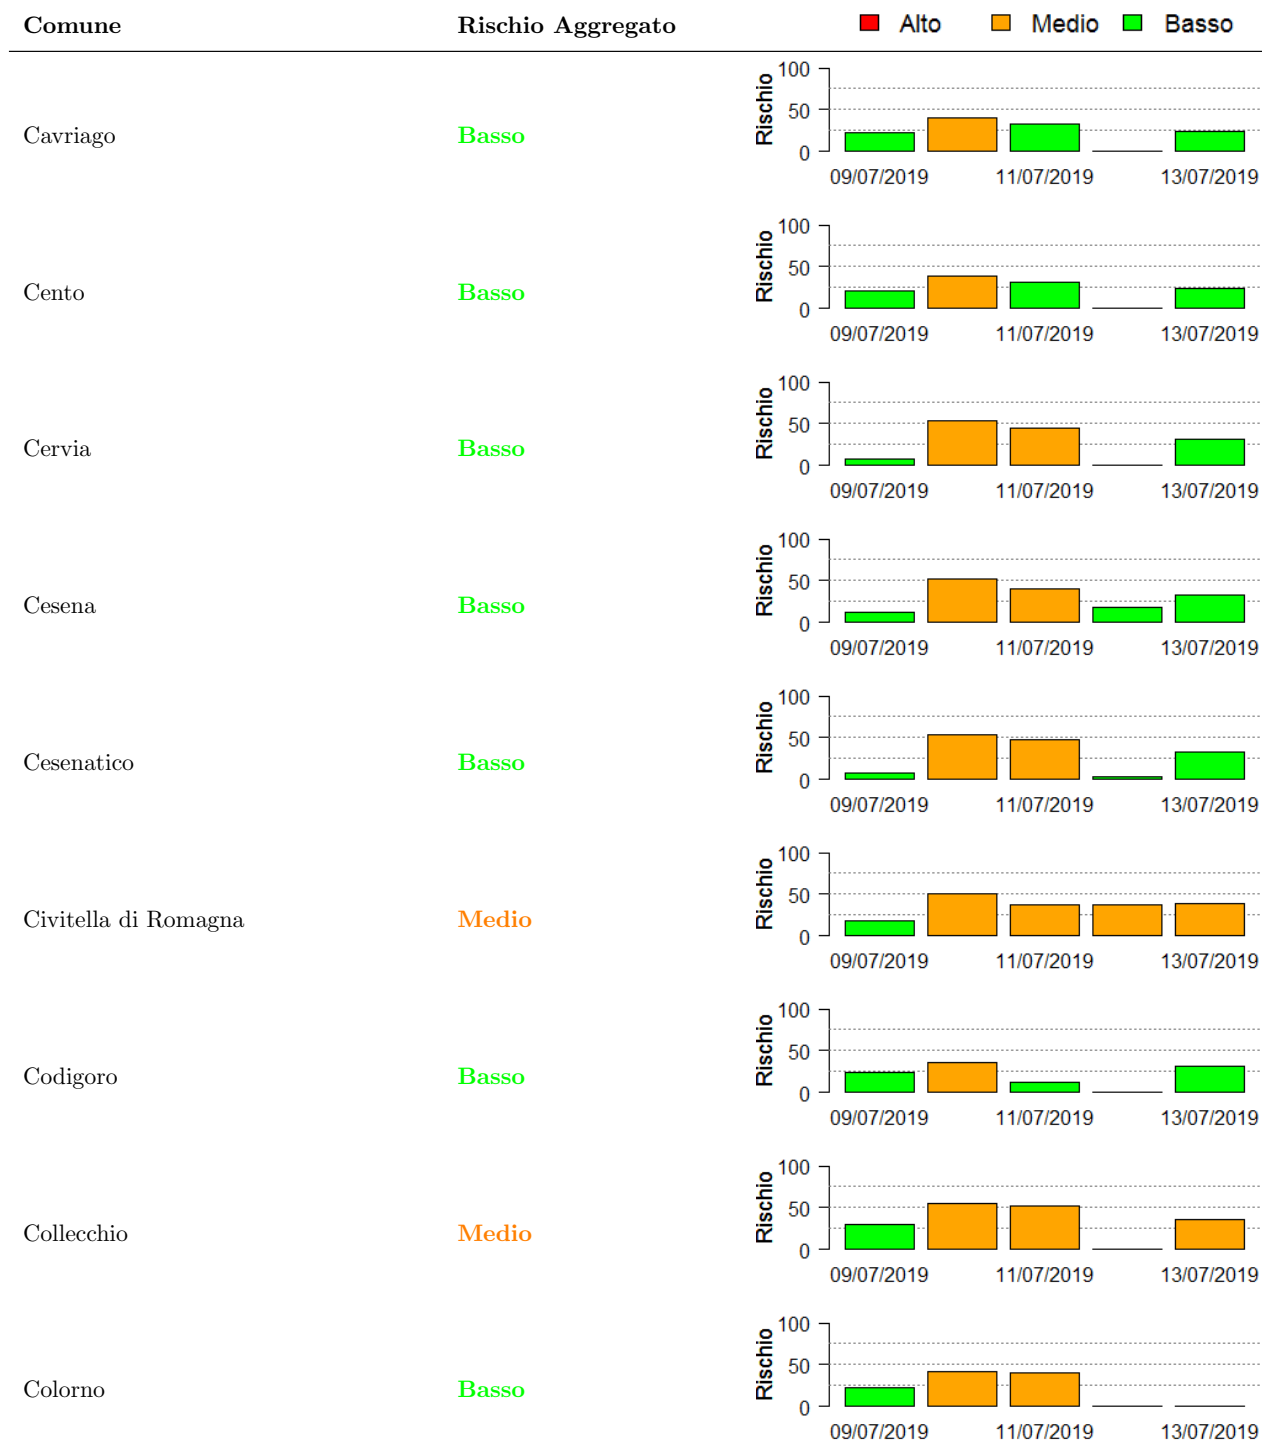 Comune Rischio Aggregato Alto Medio Basso
Cavriago Basso Rischio 100 50 0
09/07/2019 11/07/2019 13/07/2019
Cento Basso Rischio 100 50 0
09/07/2019 11/07/2019 13/07/2019
Cervia Basso Rischio 100 50 0
09/07/2019 11/07/2019 13/07/2019
Cesena Basso Rischio 100 50 0
09/07/2019 11/07/2019 13/07/2019
Cesenatico Basso Rischio 100 50 0
09/07/2019 11/07/2019 13/07/2019
Civitella di Romagna Medio Rischio 100 50 0
09/07/2019 11/07/2019 13/07/2019
Codigoro Basso Rischio 100 50 0
09/07/2019 11/07/2019 13/07/2019
Collecchio Medio Rischio 100 50 0
09/07/2019 11/07/2019 13/07/2019
Colorno Basso Rischio 100 50 0
09/07/2019 11/07/2019 13/07/2019